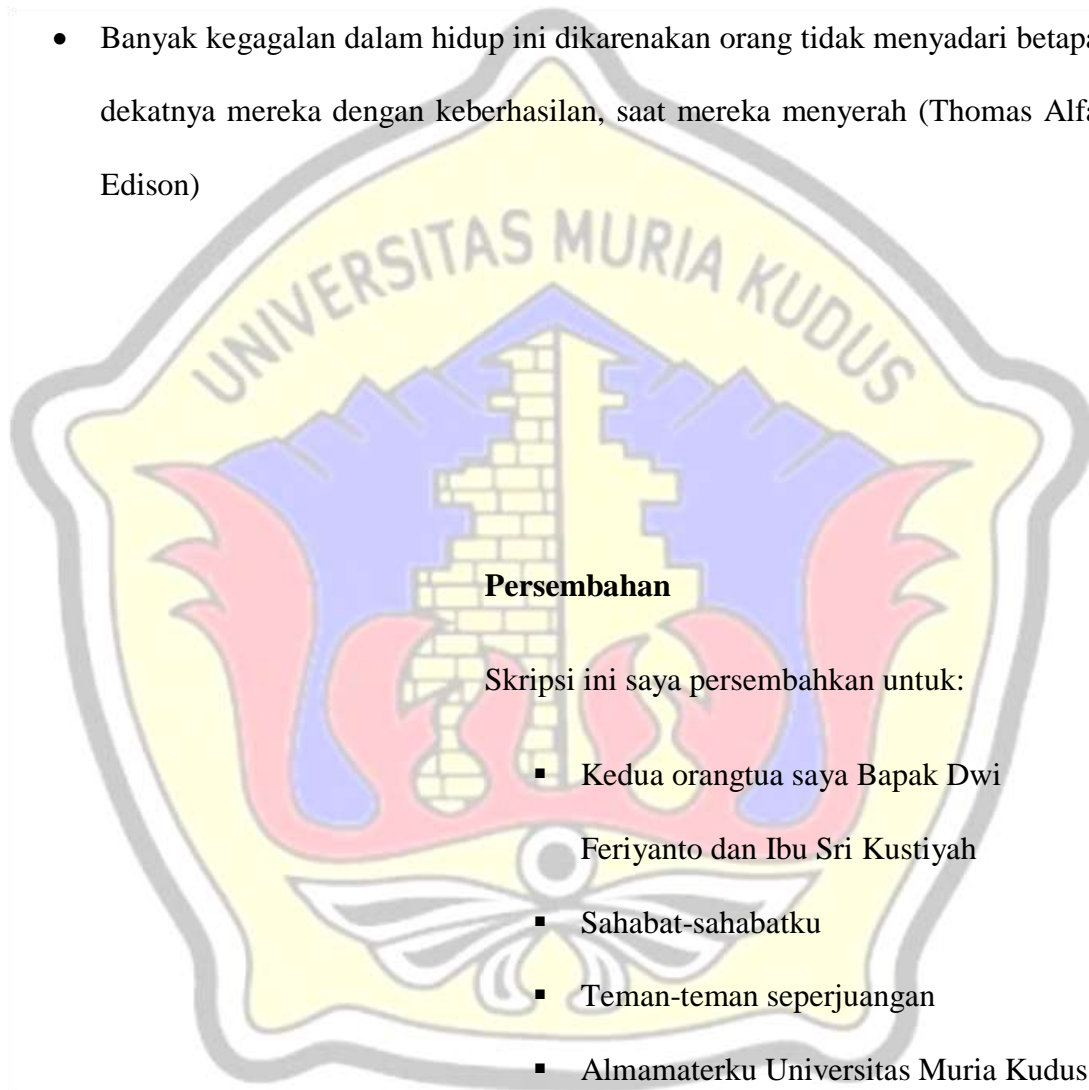 • Banyak kegagalan dalam hidup ini dikarenakan orang tidak menyadari betapa
dekatnya mereka dengan keberhasilan, saat mereka menyerah (Thomas Alfa
Edison)
UNIVERSITAS MURIA KUDUS
Persembahan
Skripsi ini saya persembahkan untuk:
▪ Kedua orangtua saya Bapak Dwi
Feriyanto dan Ibu Sri Kustiyah
▪ Sahabat-sahabatku
▪ Teman-teman seperjuangan
▪ Almamaterku Universitas Muria Kudus